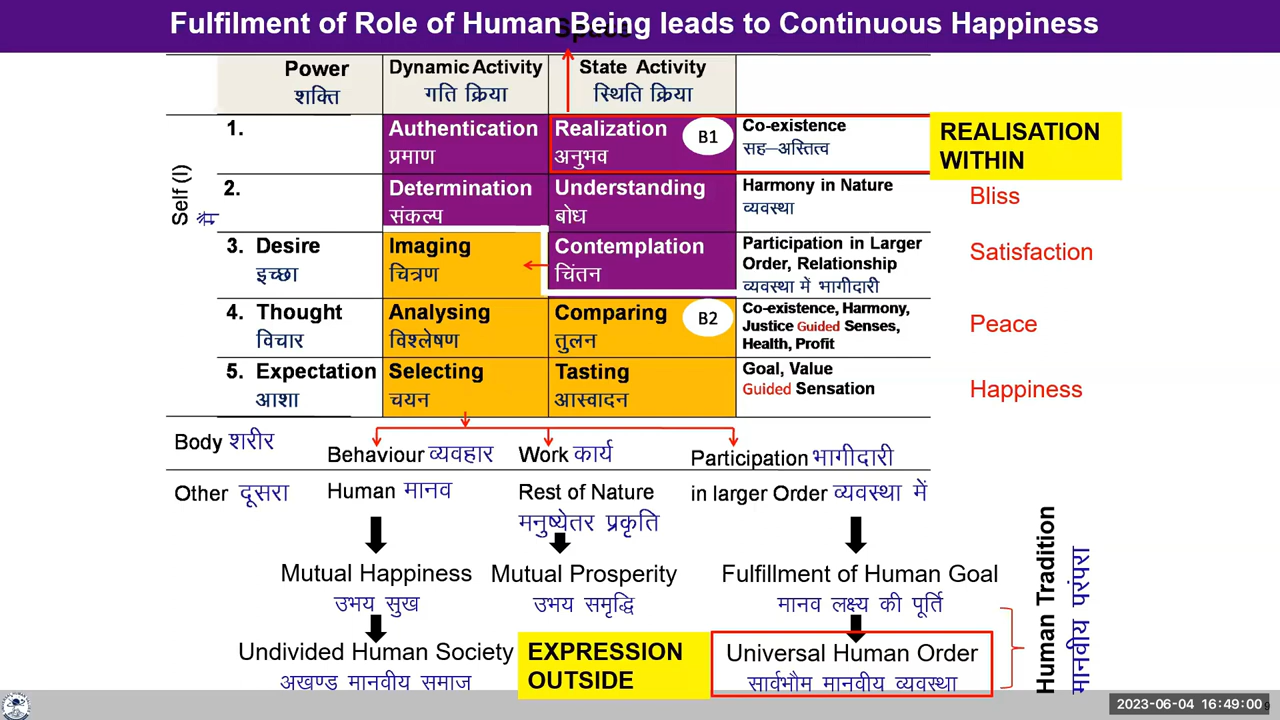 Fulfilment of Role of Human Being leads to Continuous Happiness
Space
Power
शक्ति
Dynamic Activity
गति क्रिया
State Activity
स्थिति क्रिया
Self (I)
मैं
1.
Authentication
प्रमाण
Realization
अनुभव
B1
Co-existence
सह–अस्तित्व
REALISATION
WITHIN
2.
Determination
संकल्प
Understanding
बोध
Harmony in Nature
व्यवस्था
Bliss
3. Desire
इच्छा
Imaging
चित्रण
Contemplation
चिंतन
Participation in Larger
Order, Relationship
व्यवस्था में भागीदारी
Satisfaction
4. Thought
विचार
Analysing
विश्लेषण
Comparing
तुलन
B2
Co-existence, Harmony,
Justice Guided Senses,
Health, Profit
Peace
5. Expectation
आशा
Selecting
चयन
Tasting
आस्वादन
Goal, Value
Guided Sensation
Happiness
Body शरीर
Behaviour व्यवहार
Work कार्य
Participation भागीदारी
Other दूसरा
Human मानव
Rest of Nature
मनुष्येतर प्रकृति
in larger Order व्यवस्था में
Mutual Happiness
उभय सुख
Mutual Prosperity
उभय समृद्धि
Fulfillment of Human Goal
मानव लक्ष्य की पूर्ति
Undivided Human Society
अखण्ड मानवीय समाज
EXPRESSION
OUTSIDE
Universal Human Order
सार्वभौम मानवीय व्यवस्था
Human Tradition
मानवीय परंपरा
2023-06-04 16:49:00